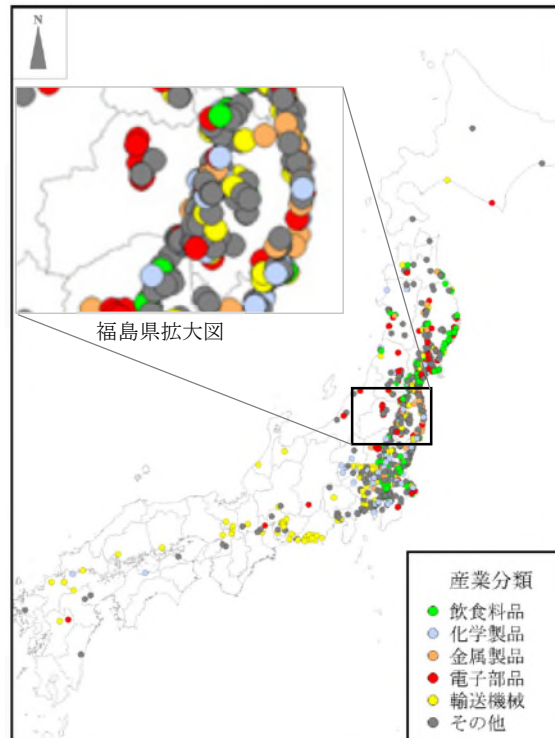 N
福島県拡大図
産業分類
飲食料品
化学製品
金属製品
電子部品
輸送機械
その他